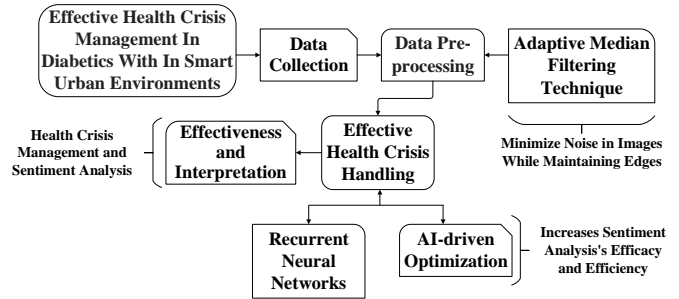 Effective Health Crisis
Management In
Diabetics With In Smart
Urban Environments
Data
Collection
Data Pre-
processing
Adaptive Median
Filtering
Technique
Minimize Noise in Images
While Maintaining Edges
Health Crisis
Management and
Sentiment Analysis
Effectiveness
and
Interpretation
Effective
Health Crisis
Handling
Recurrent
Neural
Networks
AI-driven
Optimization
Increases Sentiment
Analysis's Efficacy
and Efficiency